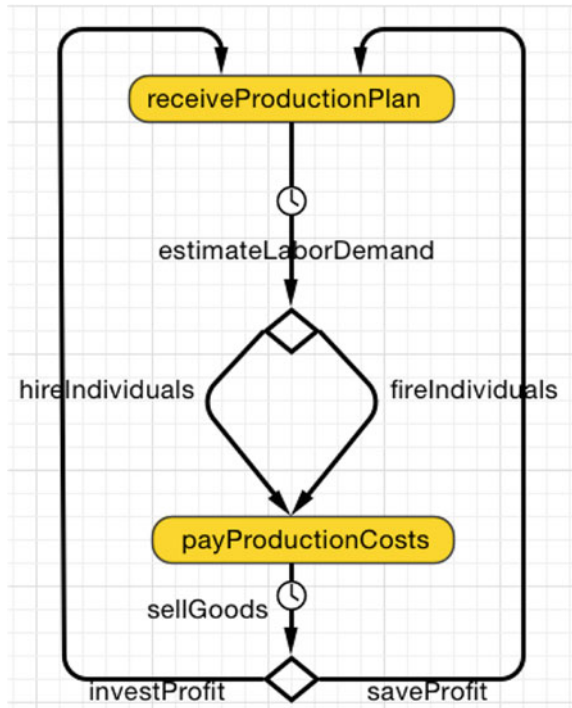 receiveProductionPlan
estimateLaborDemand
hireIndividuals
fireIndividuals
payProductionCosts
sellGoods
investProfit
saveProfit